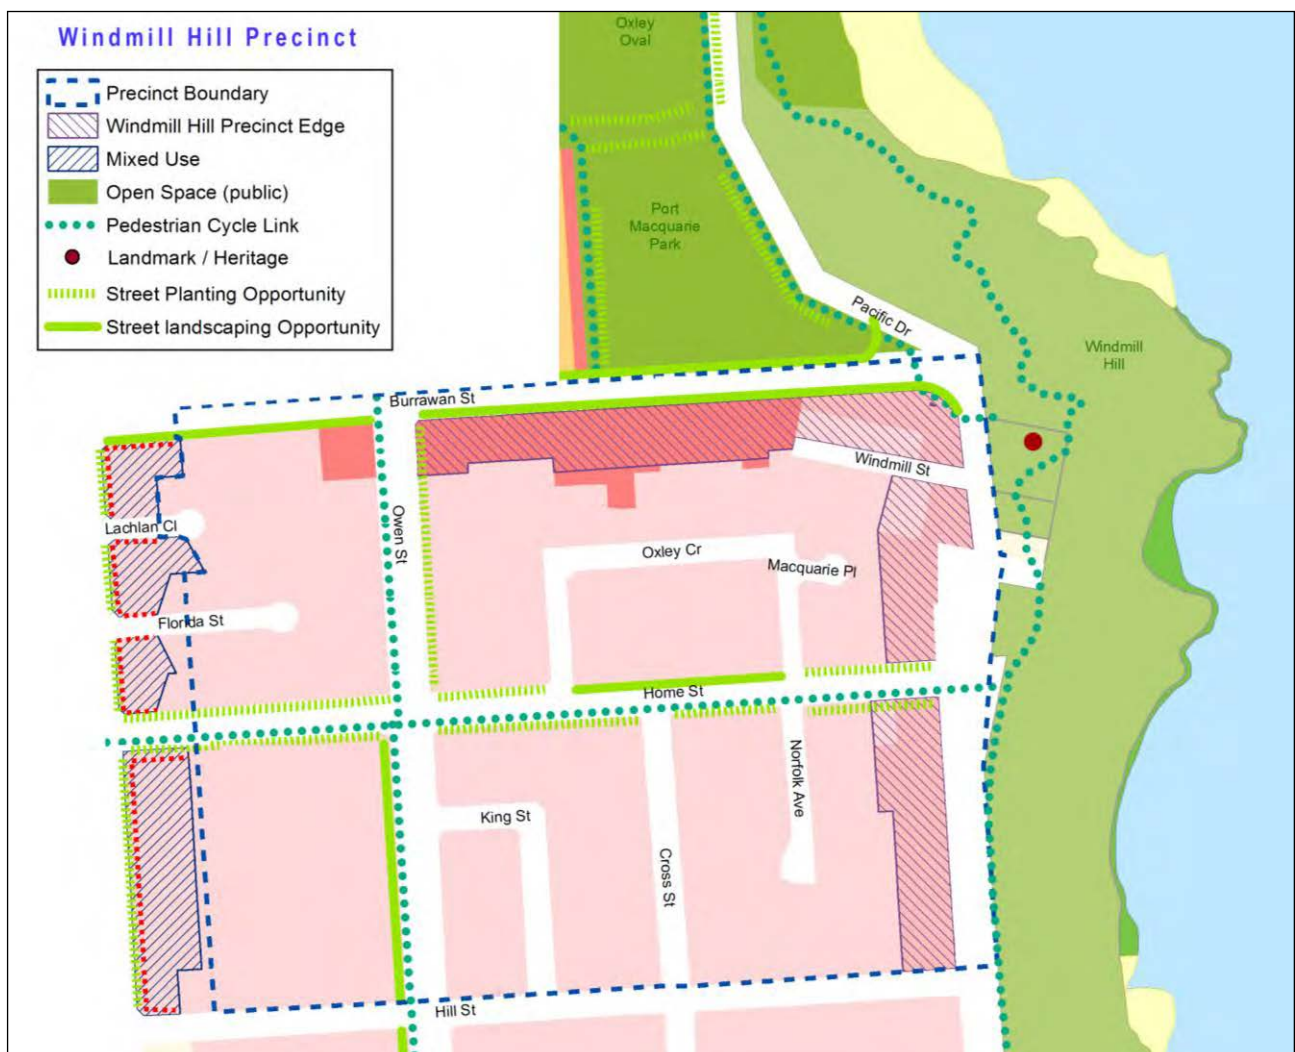 Windmill Hill Precinct
Precinct Boundary
Windmill Hill Precinct Edge
Mixed Use
Open Space (public)
Pedestrian Cycle Link
Landmark / Heritage
Street Planting Opportunity
Street landscaping Opportunity
Oxley
Oval
Port
Macquarie
Park
Pacific Dr
Windmill
Hill
Burrawan St
Windmill St
Lachlan Cl
Owen St
Oxley Cr
Macquarie Pl
Florida St
Home St
Norfolk Ave
King St
Cross St
Hill St